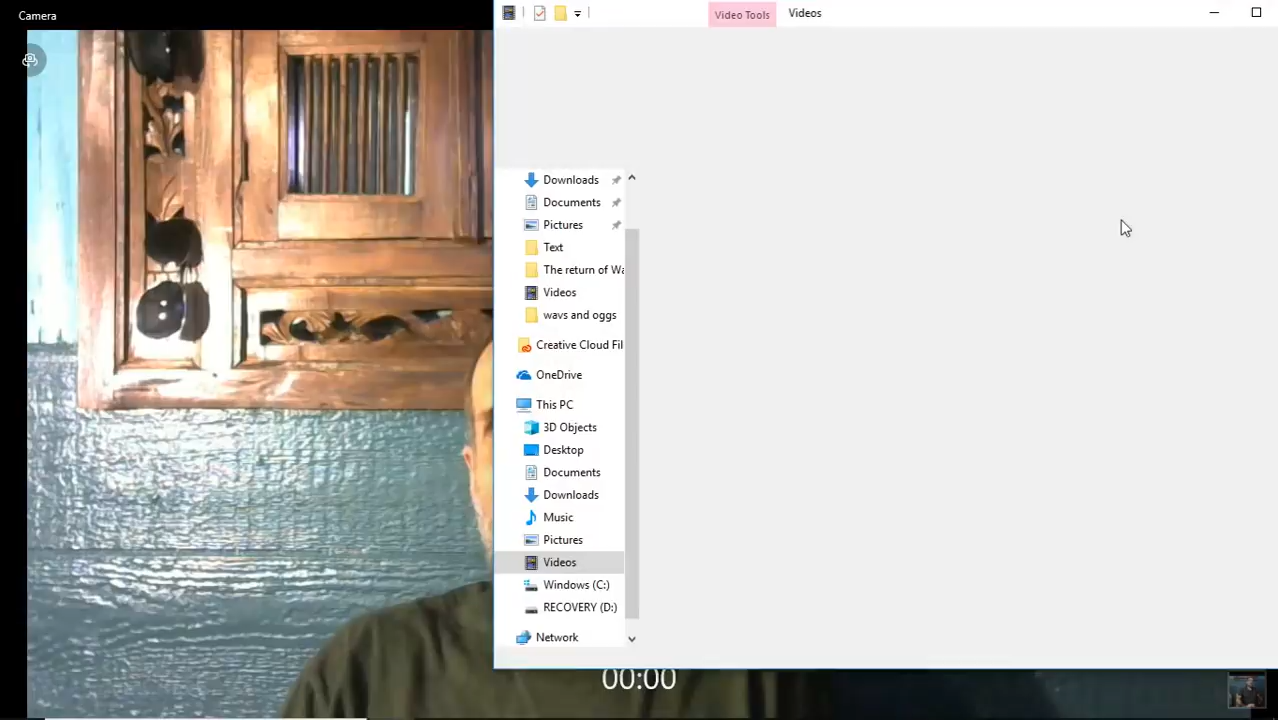 Camera
Video Tools
Videos
Downloads
Documents
Pictures
Text
The return of Wa
Videos
wavs and oggs
Creative Cloud Fil
OneDrive
This PC
3D Objects
Desktop
Documents
Downloads
Music
Pictures
Videos
Windows (C:)
RECOVERY (D:)
Network
00:00